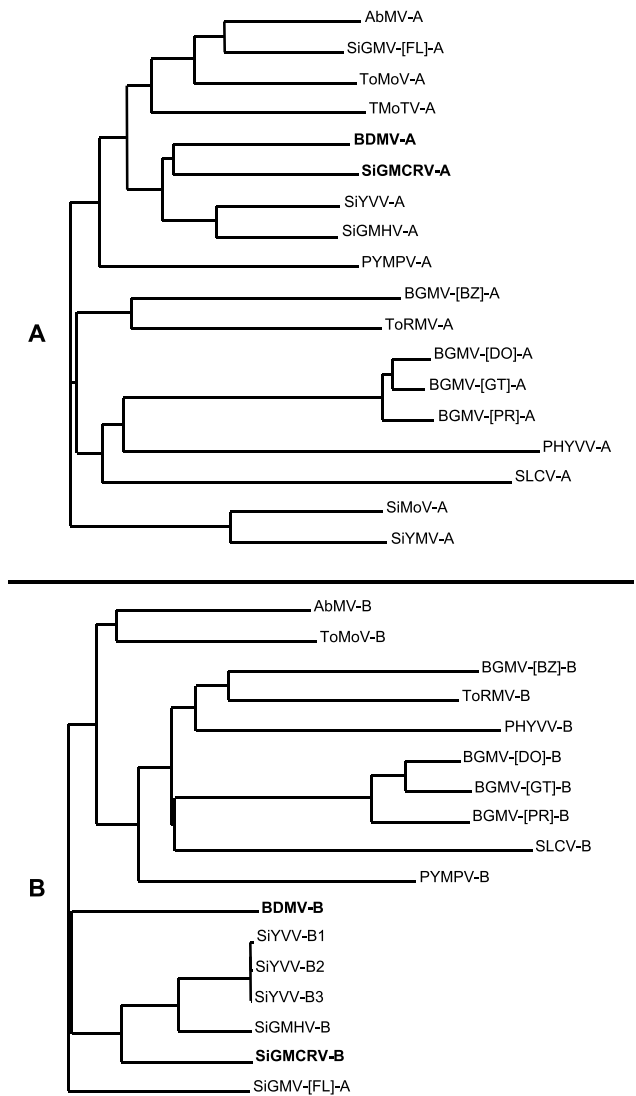 AbMV-A
SiGMV-[FL]-A
ToMoV-A
TMoTV-A
BDMV-A
SiGMCRV-A
SiYVV-A
SiGMHV-A
PYMPV-A
BGMV-[BZ]-A
ToRMV-A
A
BGMV-[DO]-A
BGMV-[GT]-A
BGMV-[PR]-A
PHYVV-A
SLCV-A
SiMoV-A
SiYMV-A
AbMV-B
ToMoV-B
BGMV-[BZ]-B
ToRMV-B
PHYVV-B
BGMV-[DO]-B
BGMV-[GT]-B
BGMV-[PR]-B
SLCV-B
PYMPV-B
B
BDMV-B
SiYVV-B1
SiYVV-B2
SiYVV-B3
SiGMHV-B
SiGMCRV-B
SiGMV-[FL]-A